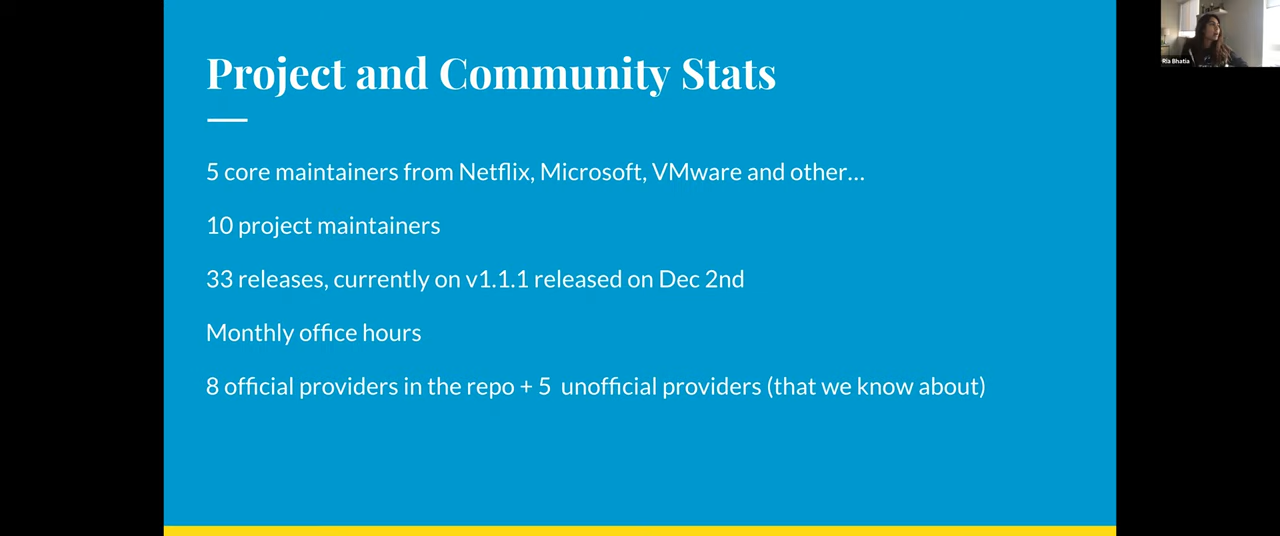 Project and Community Stats
5 core maintainers from Netflix, Microsoft, VMware and other...
10 project maintainers
33 releases, currently on v1.1.1 released on Dec 2nd
Monthly office hours
8 official providers in the repo + 5  unofficial providers (that we know about)
Ria Bhatia